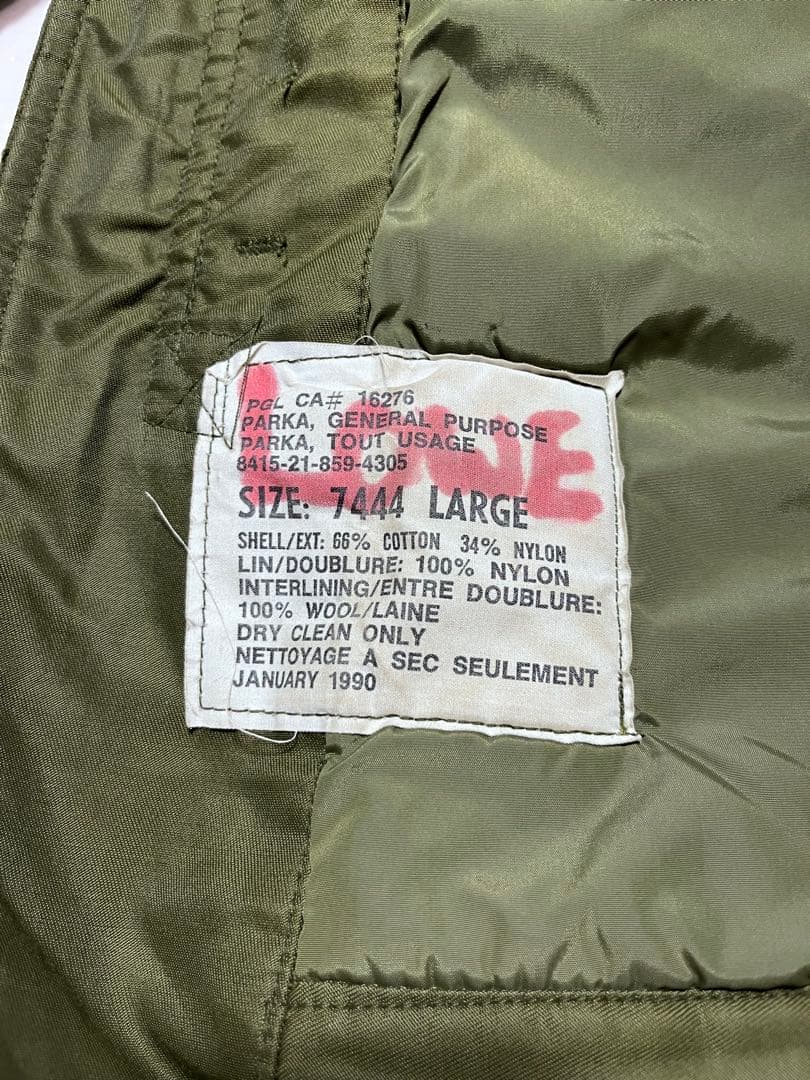 PGL CA# 16276
PARKA, GENERAL PURPOSE
PARKA, TOUT USAGE
8415-21-859-4305
LOWE
SIZE: 7444 LARGE
SHELL/EXT: 66% COTTON 34% NYLON
LIN/DOUBLURE: 100% NYLON
INTERLINING/ENTRE DOUBLURE:
100% WOOL/LAINE
DRY CLEAN ONLY
NETTOYAGE A SEC SEULEMENT
JANUARY 1990